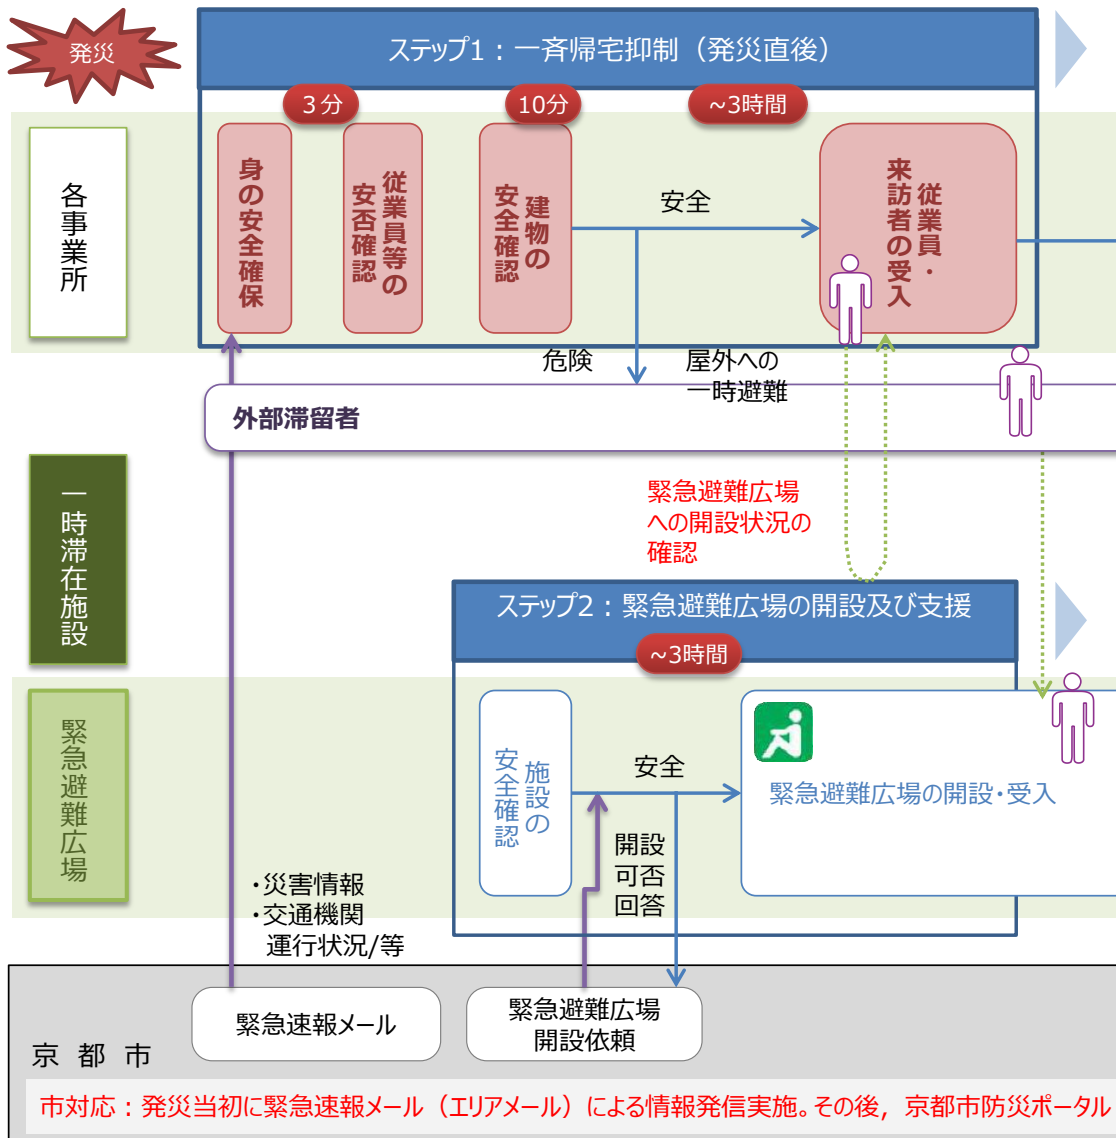 発災
ステップ1：一斉帰宅抑制（発災直後）
３分
10分
~3時間
各事業所
身の安全確保
従業員等の
安否確認
建物の
安全確認
安全
従業員・
来訪者の受入
危険
屋外への
一時避難
外部滞留者
一時滞在施設
緊急避難広場
への開設状況の
確認
ステップ2：緊急避難広場の開設及び支援
~3時間
緊急避難広場
施設の
安全確認
安全
開設
可否
回答
緊急避難広場の開設・受入
・災害情報
・交通機関
運行状況/等
緊急速報メール
緊急避難広場
開設依頼
京都市
市対応：発災当初に緊急速報メール（エリアメール）による情報発信実施。その後，京都市防災ポータル